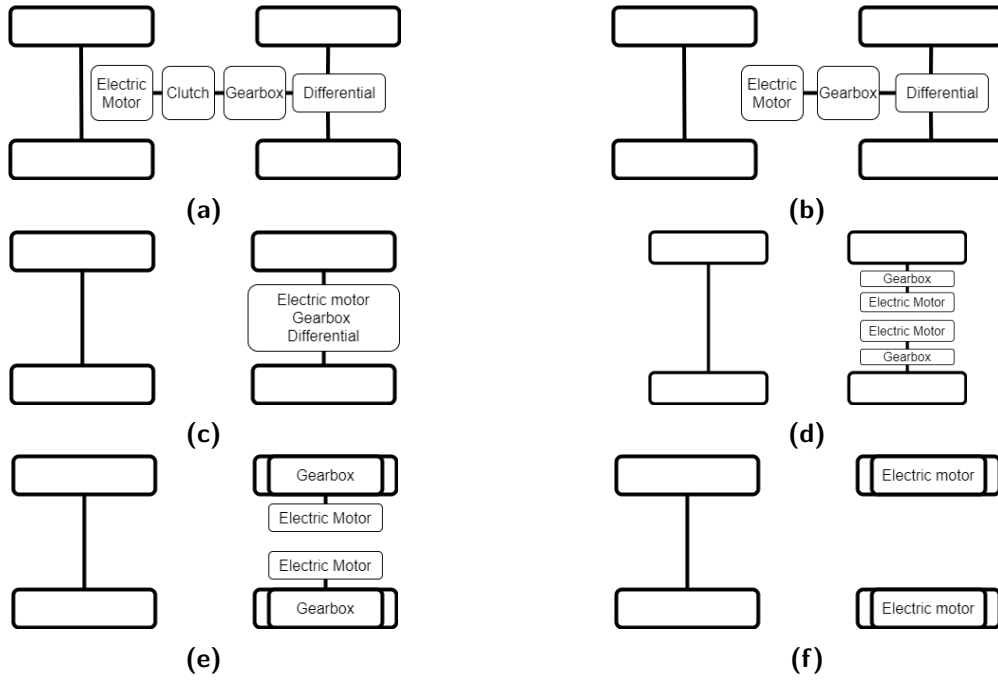 Electric
Motor
Clutch
Gearbox
Differential
(a)
Electric
Motor
Gearbox
Differential
(b)
Electric motor
Gearbox
Differential
(c)
Gearbox
Electric Motor
Electric Motor
Gearbox
(d)
Gearbox
Electric Motor
Electric Motor
Gearbox
(e)
Electric motor
Electric motor
(f)